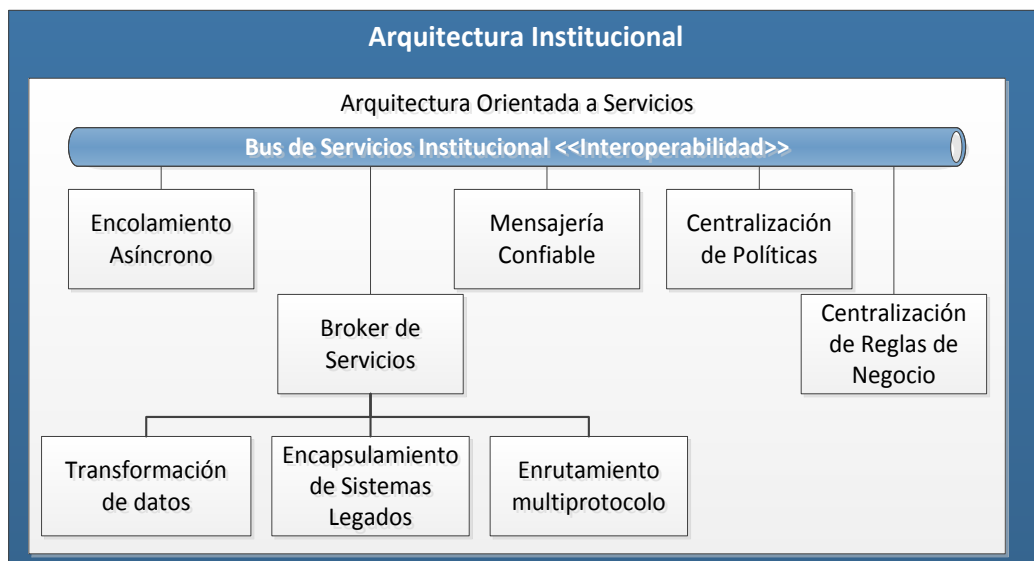 Arquitectura Institucional
Arquitectura Orientada a Servicios
Bus de Servicios Institucional <<Interoperabilidad>>
Encolamiento
Asíncrono
Mensajería
Confiable
Centralización
de Políticas
Broker de
Servicios
Centralización
de Reglas de
Negocio
Transformación
de datos
Encapsulamiento
de Sistemas
Legados
Enrutamiento
multiprotocolo